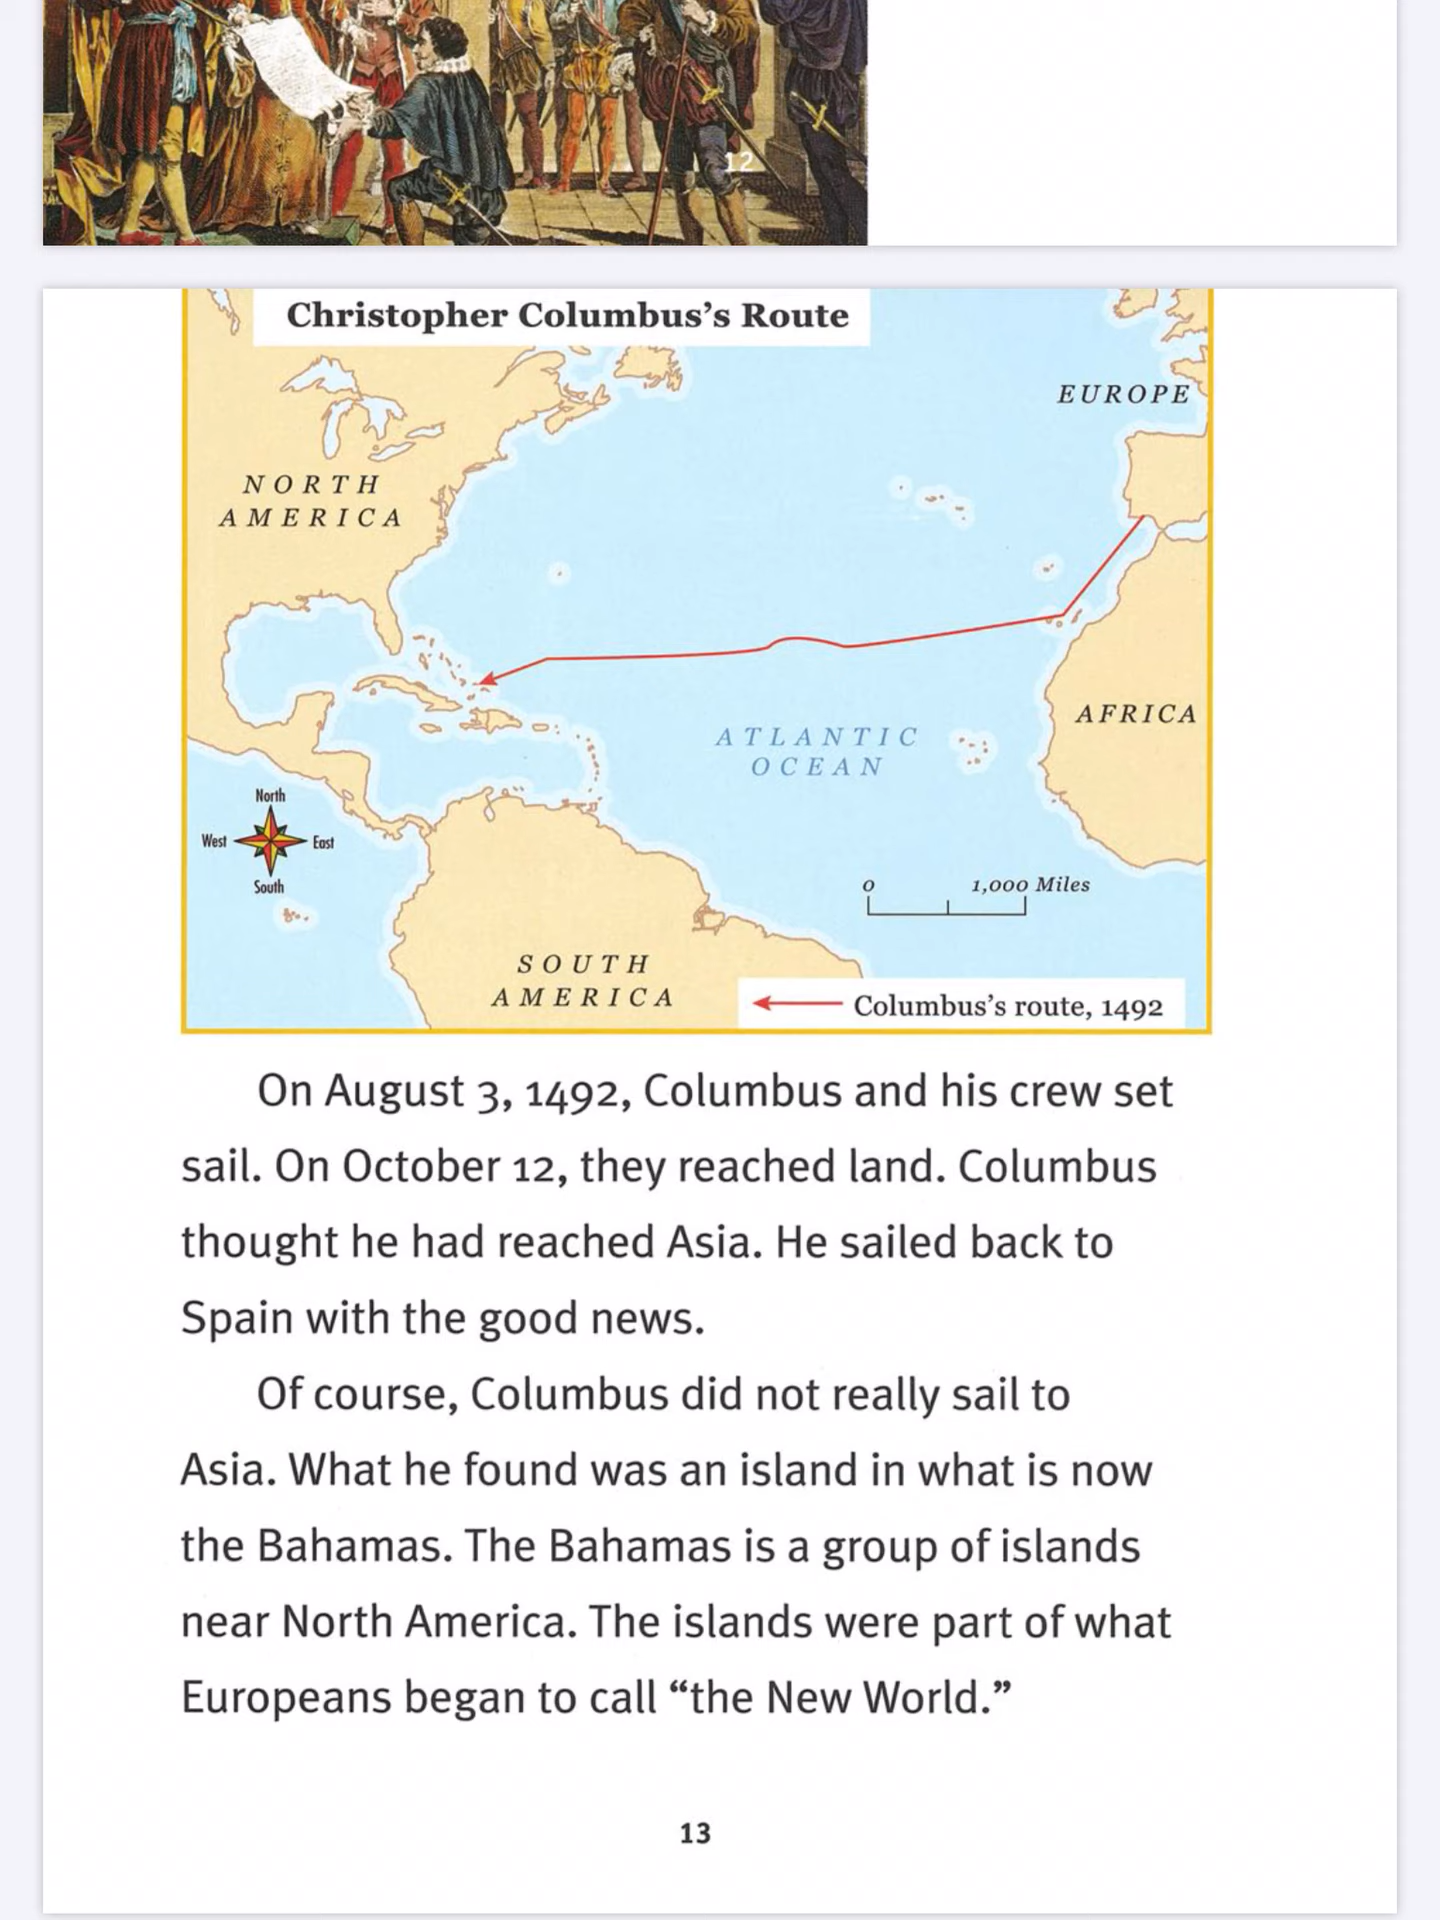 12
Christopher Columbus's Route
EUROPE
NORTH
AMERICA
AFRICA
ATLANTIC
OCEAN
North
West East
South
0 1,000 Miles
SOUTH
AMERICA
Columbus's route, 1492
On August 3, 1492, Columbus and his crew set
sail. On October 12, they reached land. Columbus
thought he had reached Asia. He sailed back to
Spain with the good news.
Of course, Columbus did not really sail to
Asia. What he found was an island in what is now
the Bahamas. The Bahamas is a group of islands
near North America. The islands were part of what
Europeans began to call “the New World.”
13